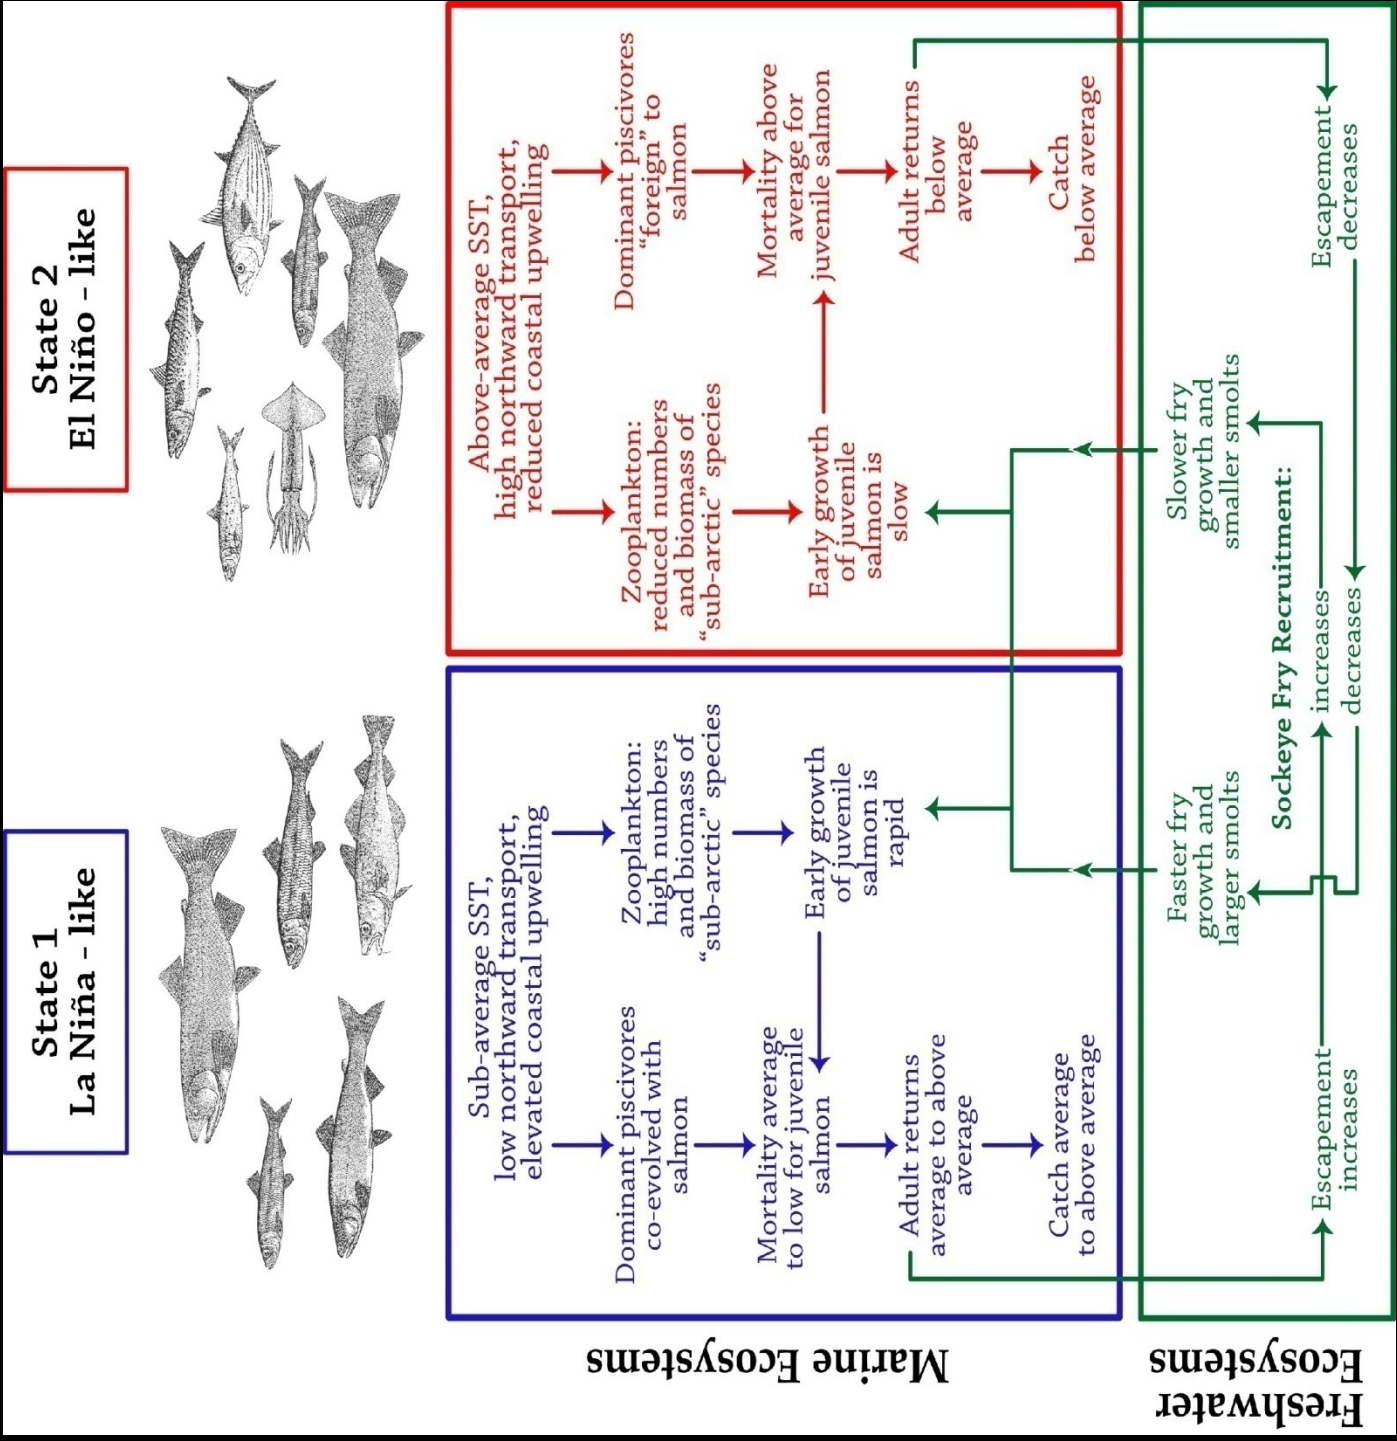 State 1
La Niña - like
State 2
El Niño - like
Marine Ecosystems
Sub-average SST,
low northward transport,
elevated coastal upwelling
Dominant piscivores
co-evolved with
salmon
Zooplankton:
high numbers
and biomass of
“sub-arctic” species
Mortality average
to low for juvenile
salmon
Early growth
of juvenile
salmon is
rapid
Adult returns
average to above
average
Catch average
to above average
Above-average SST,
high northward transport,
reduced coastal upwelling
Zooplankton:
reduced numbers
and biomass of
“sub-arctic” species
Dominant piscivores
“foreign” to
salmon
Early growth
of juvenile
salmon is
slow
Mortality above
average for
juvenile salmon
Adult returns
below
average
Catch
below average
Freshwater
Ecosystems
Faster fry
growth and
larger smolts
Slower fry
growth and
smaller smolts
Sockeye Fry Recruitment:
Escapement
increases
increases
decreases
Escapement
decreases